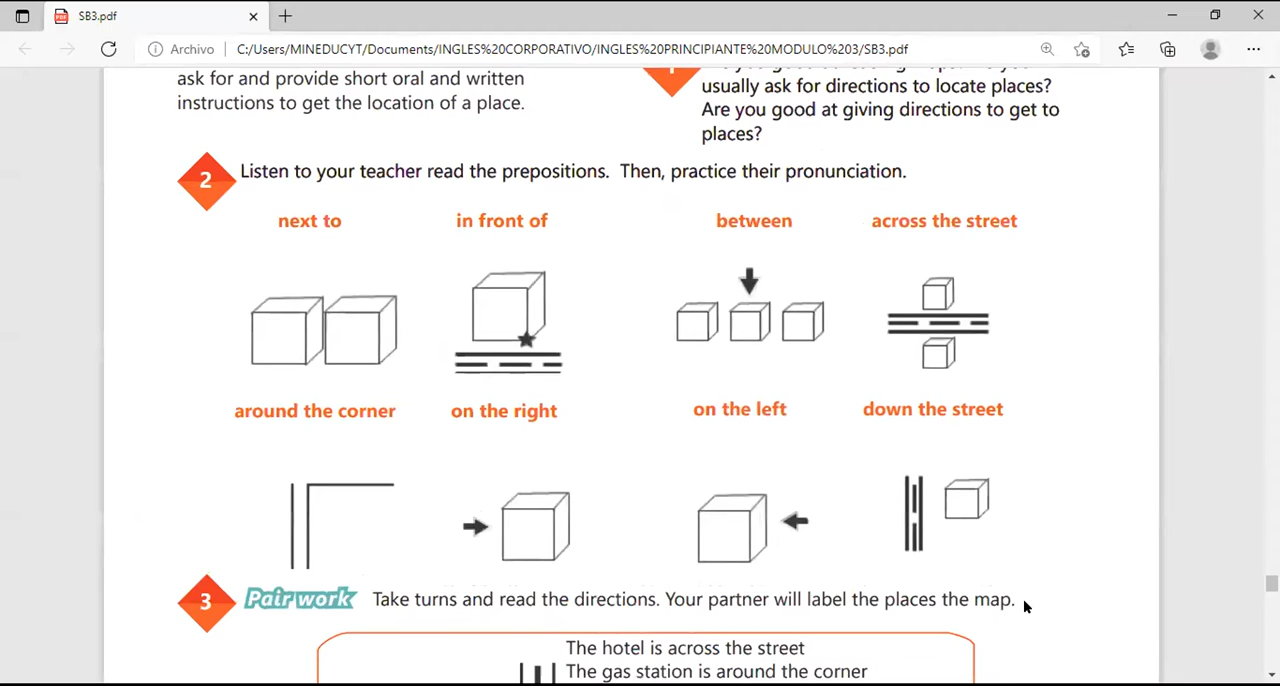 SB3.pdf
Archivo
C:/Users/MINEDUCYT/Documents/INGLES%20CORPORATIVO/INGLES%20PRINCIPIANTE%20MODULO%203/SB3.pdf
ask for and provide short oral and written
instructions to get the location of a place.
usually ask for directions to locate places?
Are you good at giving directions to get to
places?
2 Listen to your teacher read the prepositions. Then, practice their pronunciation.
next to in front of between across the street
around the corner on the right on the left down the street
3 Pair work Take turns and read the directions. Your partner will label the places the map.
The hotel is across the street
The gas station is around the corner